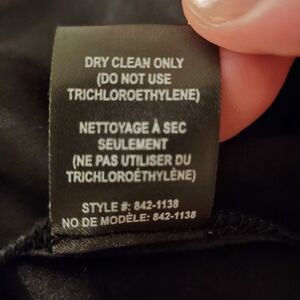 DRY CLEAN ONLY
(DO NOT USE
TRICHLOROETHYLENE)
NETTOYAGE À SEC
SEULEMENT
(NE PAS UTILISER DU
TRICHLOROÉTHYLÈNE)
STYLE #: 842-1138
NO DE MODÈLE: 842-1138